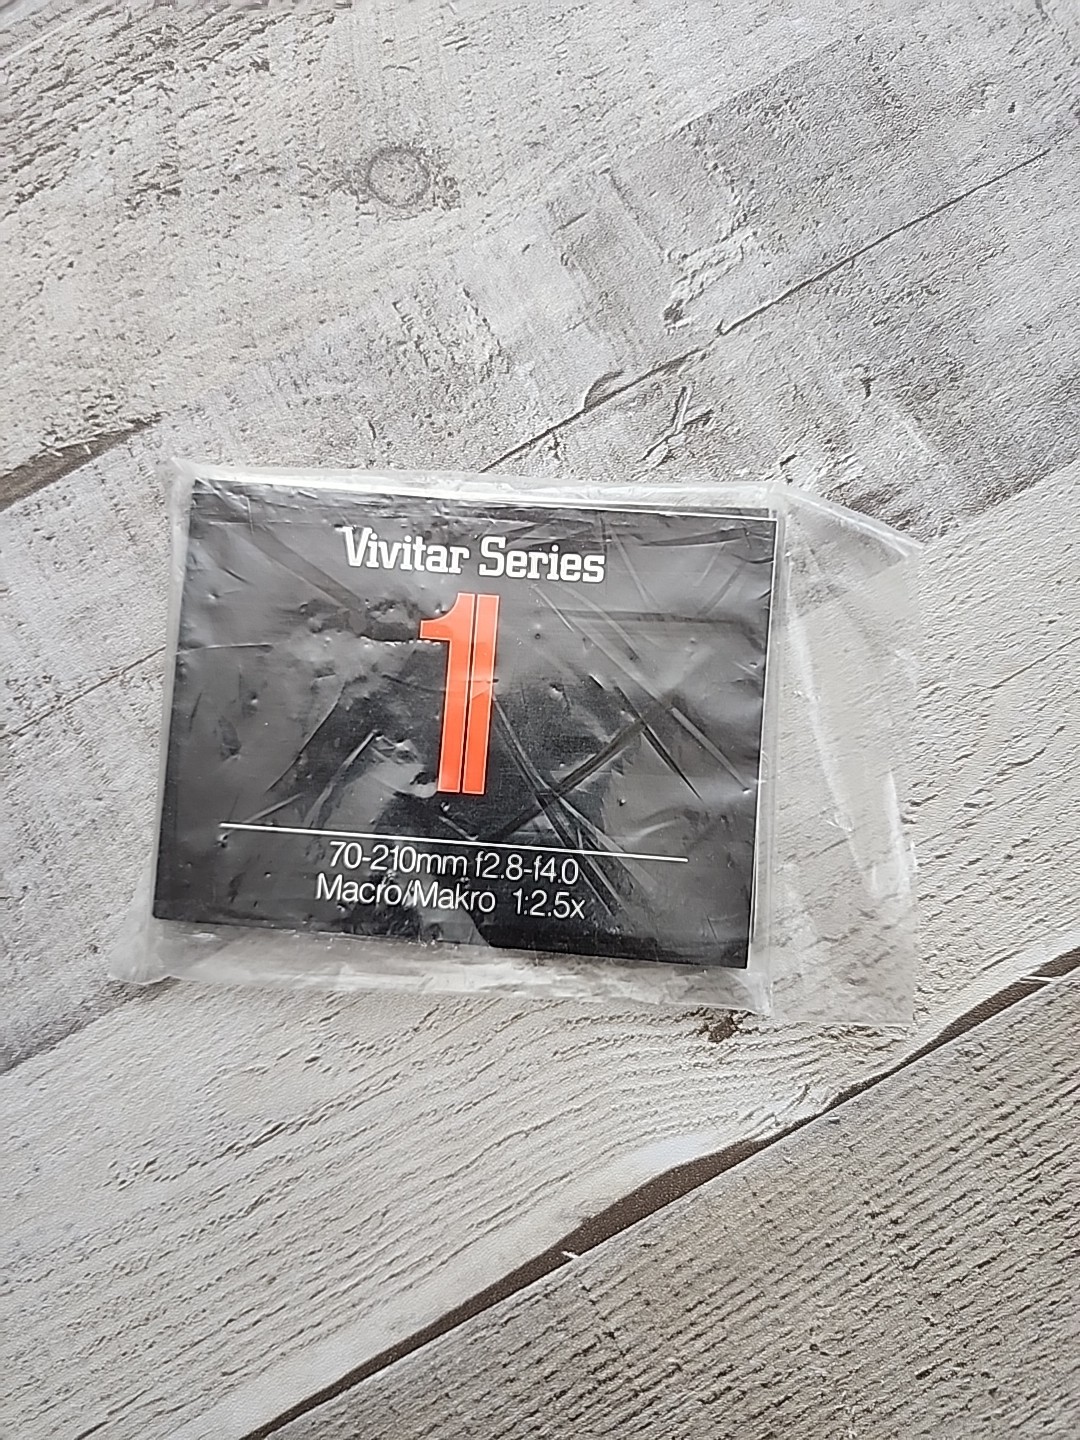 Vivitar Series
1
70-210mm f2.8-f4.0
Macro/Makro 1:2.5x